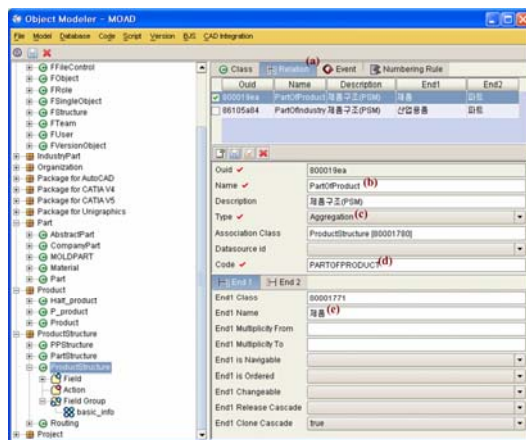 Object Modeler - MOAD
File Model Database Code Script Version BJS CAD Integration
FFileControl
FObject
FRole
FSingleObject
FStructure
FTeam
FUser
FVersionObject
IndustryPart
Organization
Package for AutoCAD
Package for CATIA V4
Package for CATIA V5
Package for Unigraphics
Part
AbstractPart
CompanyPart
MOLDPART
Material
Part
Product
Half_product
P_product
Product
ProductStructure
PPStructure
PartStructure
ProductStructure
Field
Action
Field Group
basic_info
Routing
Project
Class Relation (a) Event Numbering Rule
Ouid Name Description End1 End2
800019ea PartOfProduct 제품구조(PSM) 제품 파트
86105a84 PartOfIndustry 제품구조(PSM) 산업용품 파트
Ouid 800019ea
Name PartOfProduct (b)
Description 제품구조(PSM)
Type Aggregation (c)
Association Class ProductStructure [80001780]
Datasource id
Code PARTOFPRODUCT (d)
End 1 End 2
End1 Class 80001771
End1 Name 제품 (e)
End1 Multiplicity From
End1 Multiplicity To
End1 is Navigable
End1 is Ordered
End1 Changeable
End1 Release Cascade
End1 Clone Cascade true